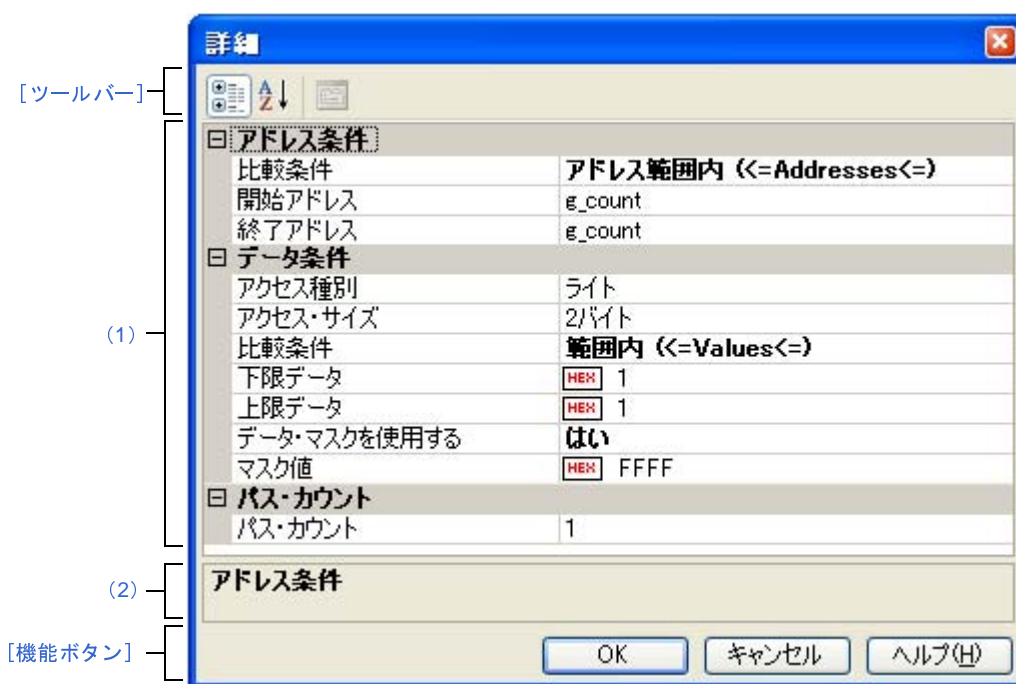 詳細
[ツールバー]
A
Z
アドレス条件
比較条件 アドレス範囲内 (<=Addresses<=)
開始アドレス g_count
終了アドレス g_count
データ条件
アクセス種別 ライト
(1)
アクセス・サイズ 2バイト
比較条件 範囲内 (<=Values<=)
下限データ HEX 1
上限データ HEX 1
データ・マスクを使用する はい
マスク値 HEX FFFF
パス・カウント
パス・カウント 1
(2)
アドレス条件
[機能ボタン]
OK キャンセル ヘルプ(H)